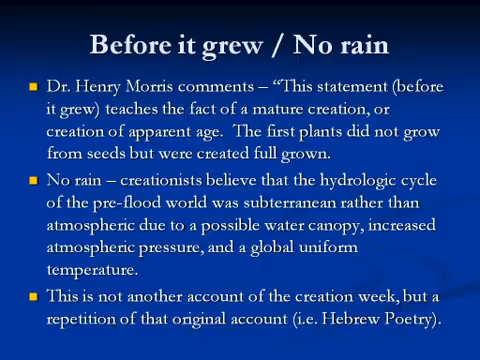 Before it grew / No rain
Dr. Henry Morris comments – “This statement (before
it grew) teaches the fact of a mature creation, or
creation of apparent age.  The first plants did not grow
from seeds but were created full grown.
No rain – creationists believe that the hydrologic cycle
of the pre-flood world was subterranean rather than
atmospheric due to a possible water canopy, increased
atmospheric pressure, and a global uniform
temperature.
This is not another account of the creation week, but a
repetition of that original account (i.e. Hebrew Poetry).